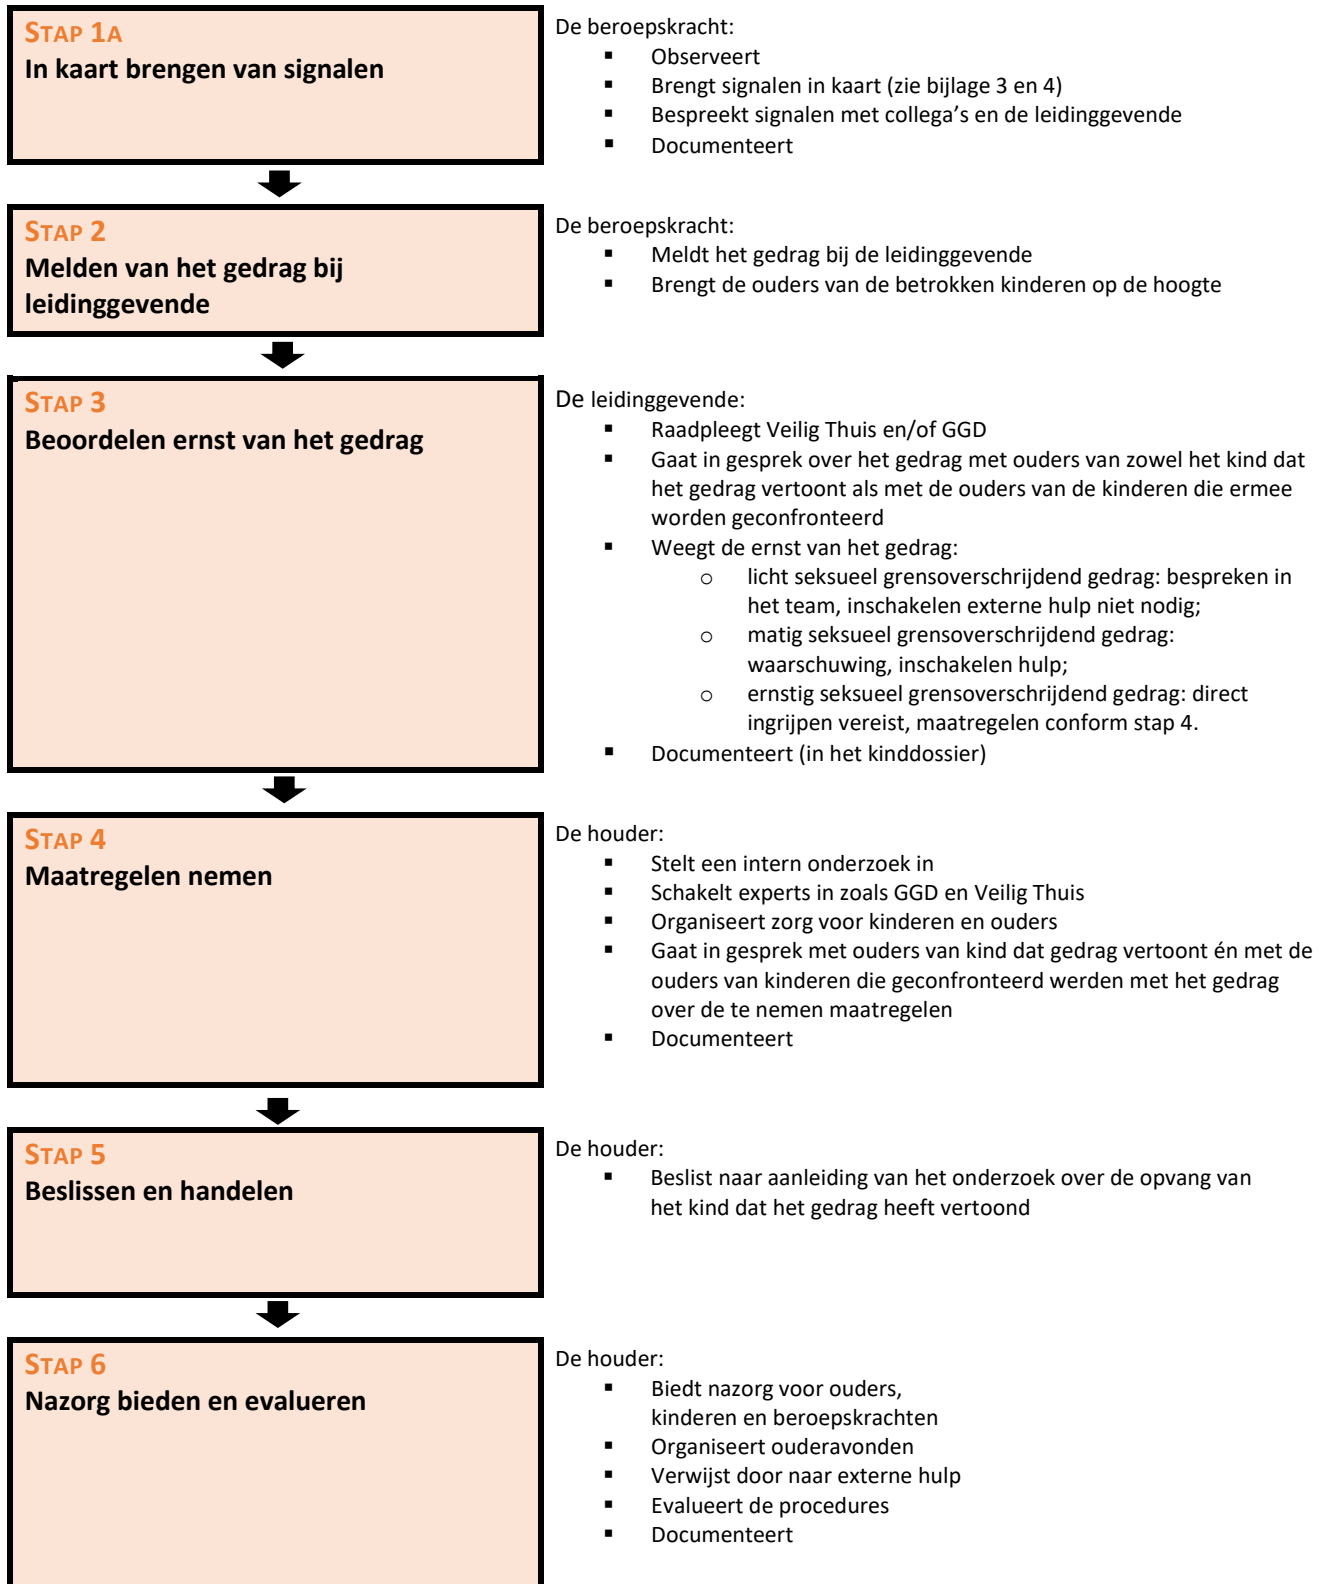 STAP 1A
In kaart brengen van signalen
De beroepskracht:
▪ Observeert
▪ Brengt signalen in kaart (zie bijlage 3 en 4)
▪ Bespreekt signalen met collega’s en de leidinggevende
▪ Documenteert
STAP 2
Melden van het gedrag bij
leidinggevende
De beroepskracht:
▪ Meldt het gedrag bij de leidinggevende
▪ Brengt de ouders van de betrokken kinderen op de hoogte
STAP 3
Beoordelen ernst van het gedrag
De leidinggevende:
▪ Raadpleegt Veilig Thuis en/of GGD
▪ Gaat in gesprek over het gedrag met ouders van zowel het kind dat
het gedrag vertoont als met de ouders van de kinderen die ermee
worden geconfronteerd
▪ Weegt de ernst van het gedrag:
o licht seksueel grensoverschrijdend gedrag: bespreken in
het team, inschakelen externe hulp niet nodig;
o matig seksueel grensoverschrijdend gedrag:
waarschuwing, inschakelen hulp;
o ernstig seksueel grensoverschrijdend gedrag: direct
ingrijpen vereist, maatregelen conform stap 4.
▪ Documenteert (in het kinddossier)
STAP 4
Maatregelen nemen
De houder:
▪ Stelt een intern onderzoek in
▪ Schakelt experts in zoals GGD en Veilig Thuis
▪ Organiseert zorg voor kinderen en ouders
▪ Gaat in gesprek met ouders van kind dat gedrag vertoont én met de
ouders van kinderen die geconfronteerd werden met het gedrag
over de te nemen maatregelen
▪ Documenteert
STAP 5
Beslissen en handelen
De houder:
▪ Beslist naar aanleiding van het onderzoek over de opvang van
het kind dat het gedrag heeft vertoond
STAP 6
Nazorg bieden en evalueren
De houder:
▪ Biedt nazorg voor ouders,
kinderen en beroepskrachten
▪ Organiseert ouderavonden
▪ Verwijst door naar externe hulp
▪ Evalueert de procedures
▪ Documenteert